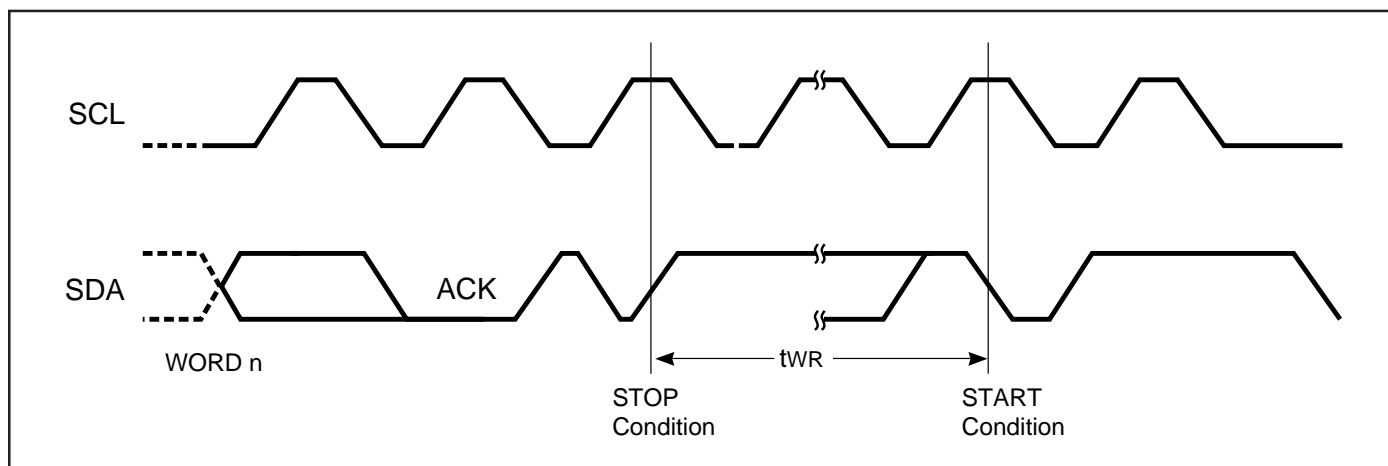 SCL
SDA
ACK
WORD n
tWR
STOP
Condition
START
Condition